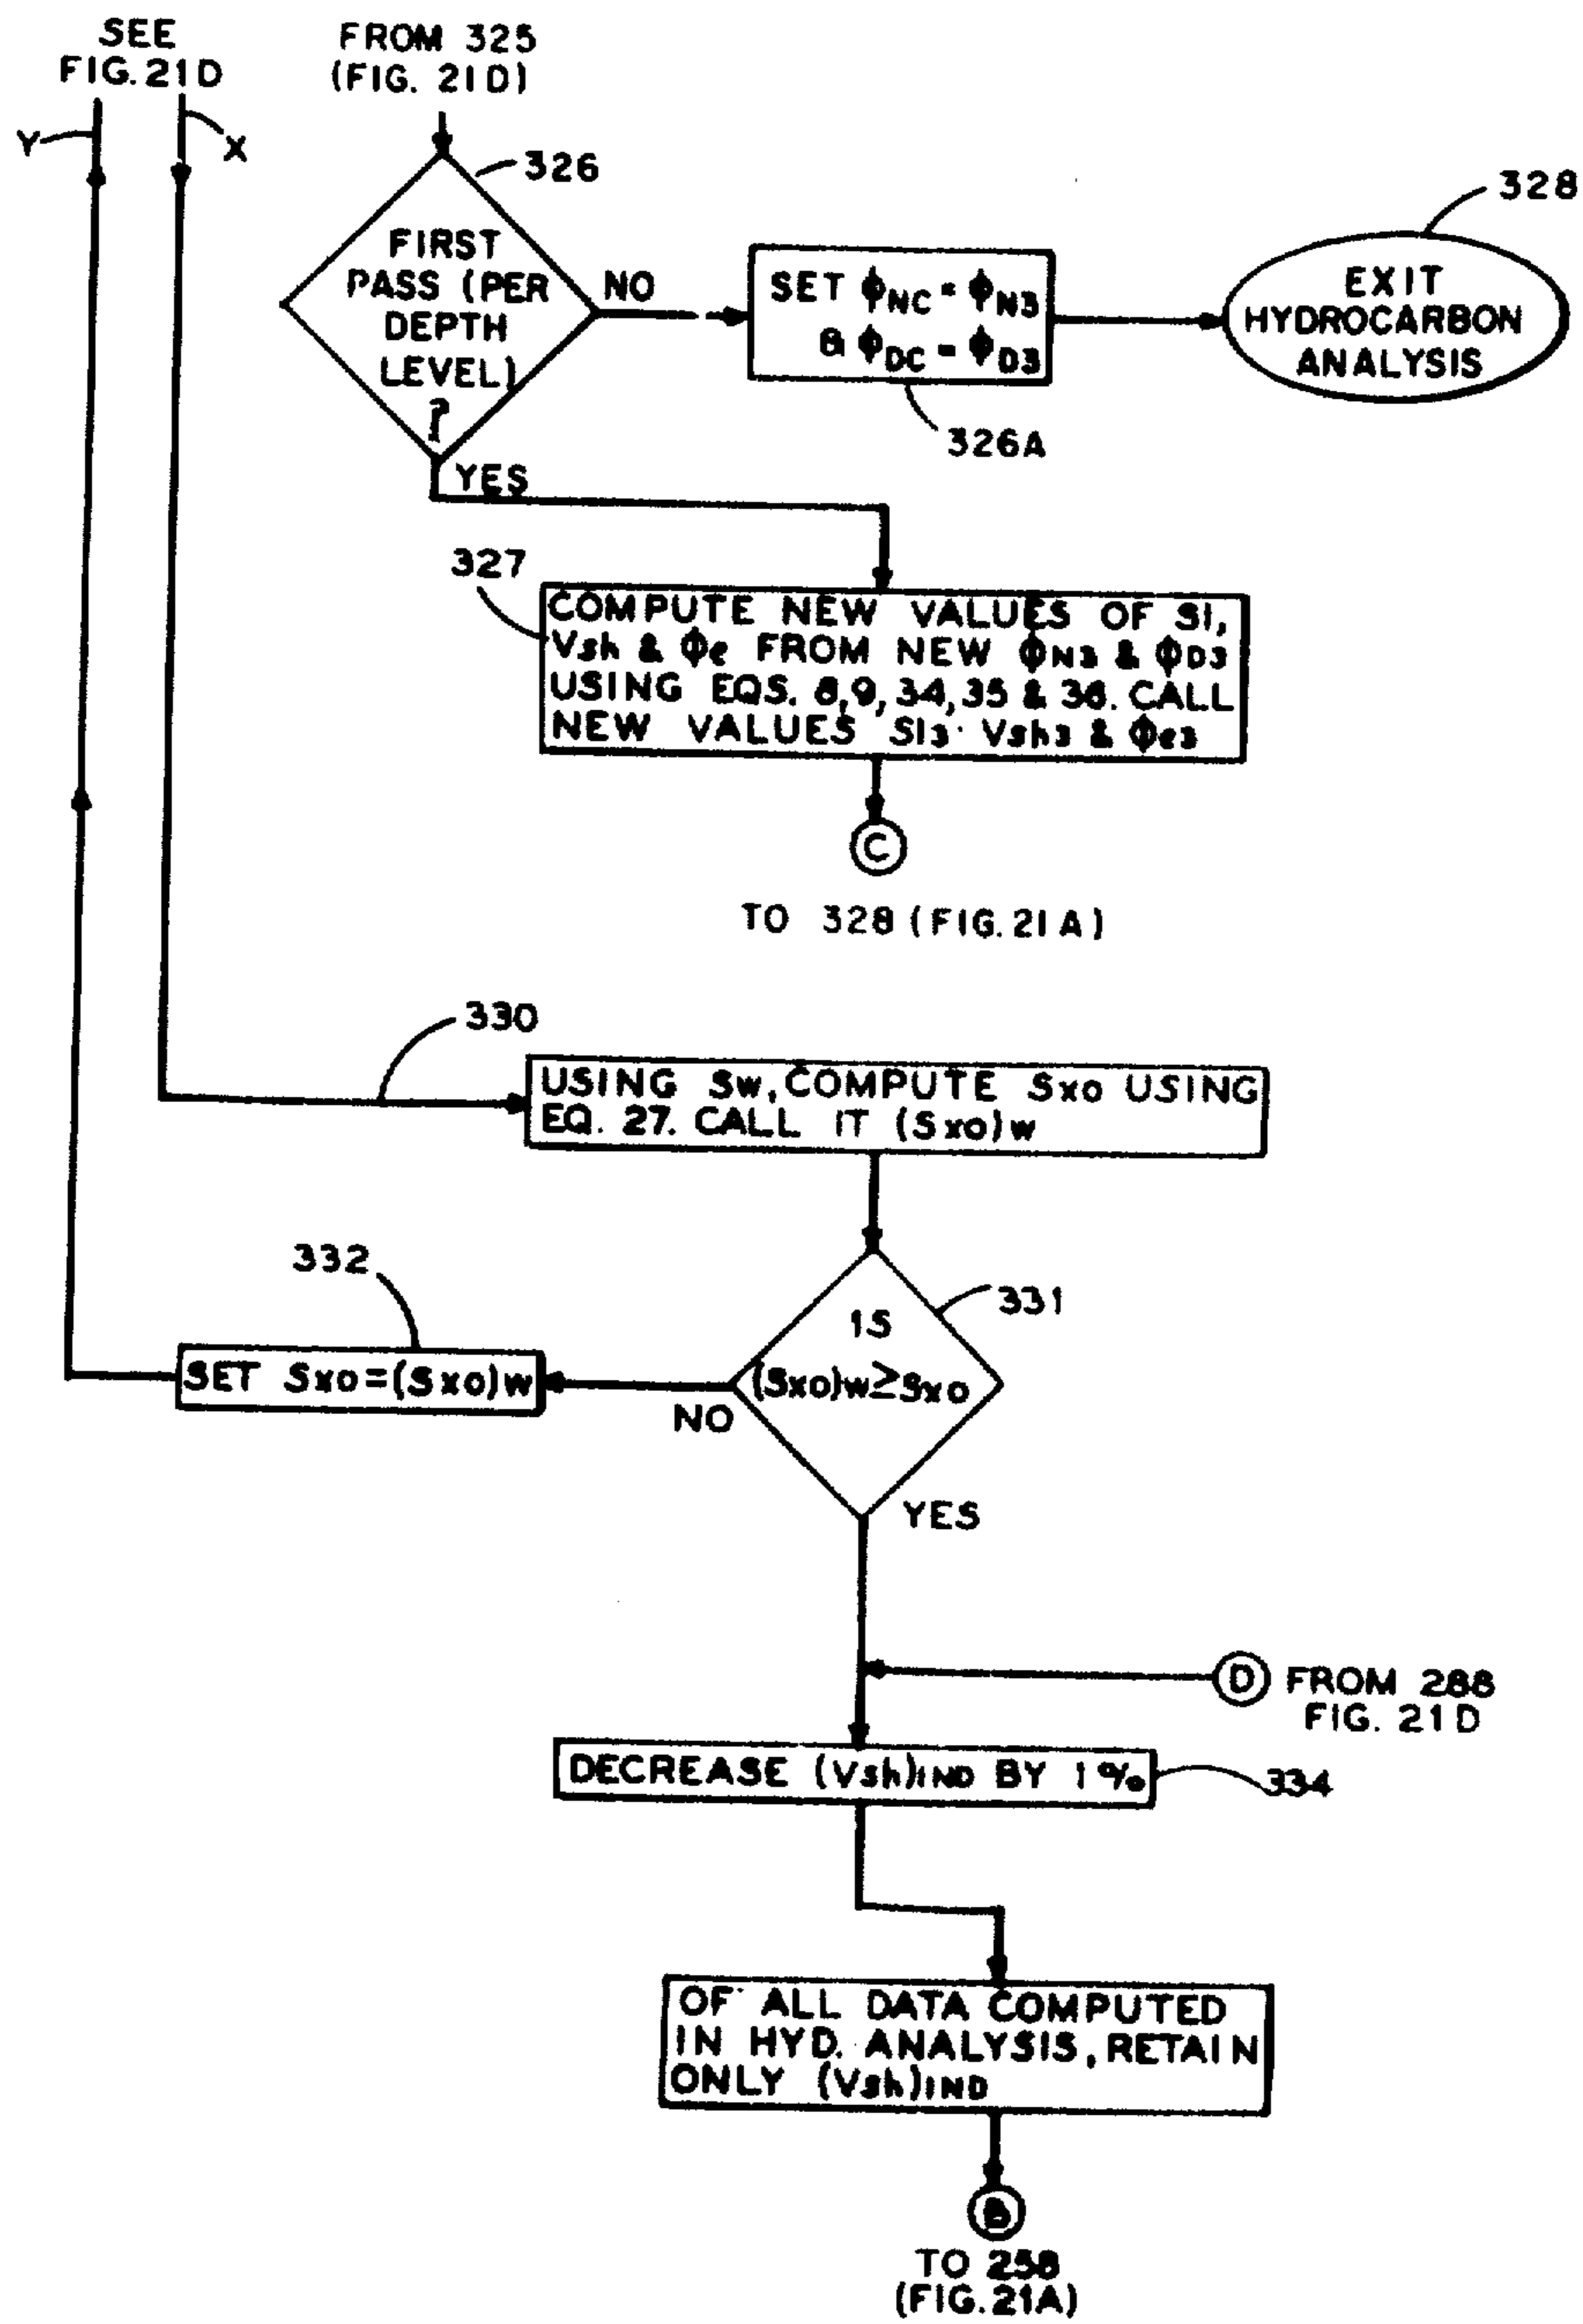 SEE
FIG. 21D
Y
X
FROM 325
(FIG. 21D)
326
FIRST
PASS (PER
DEPTH
LEVEL)
?
NO
SET ϕNC = ϕN3
& ϕDC = ϕD3
326A
328
EXIT
HYDROCARBON
ANALYSIS
YES
327
COMPUTE NEW VALUES OF SI,
Vsh & ϕe FROM NEW ϕN3 & ϕD3
USING EQS. 8,9,34,35 & 36. CALL
NEW VALUES SI3, Vsh3 & ϕe3
C
TO 328 (FIG. 21A)
330
USING Sw, COMPUTE Sxo USING
EQ. 27. CALL IT (Sxo)w
331
IS
(Sxo)w≥Sxo
332
SET Sxo=(Sxo)w
NO
YES
D FROM 288
FIG. 21D
DECREASE (Vsh)IND BY 1%
334
OF ALL DATA COMPUTED
IN HYD. ANALYSIS, RETAIN
ONLY (Vsh)IND
B
TO 258
(FIG. 21A)